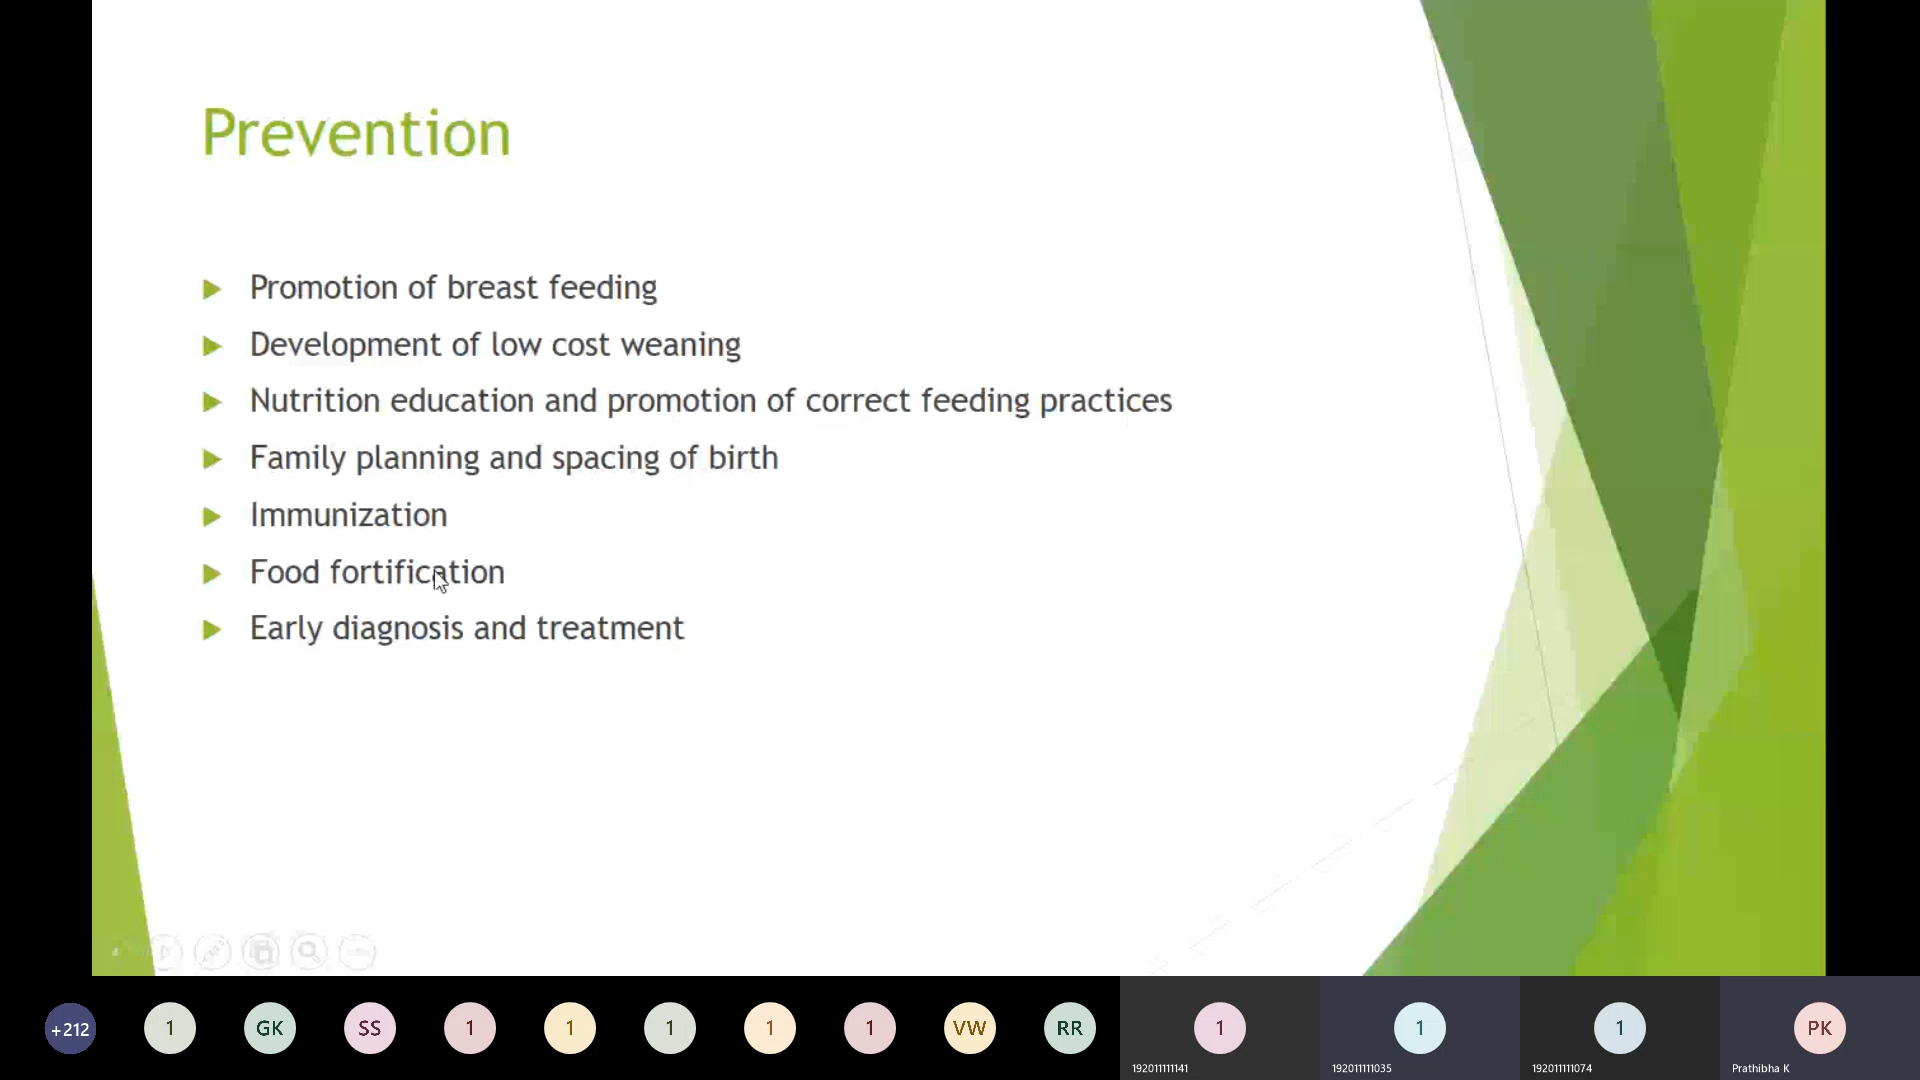 Prevention
Promotion of breast feeding
Development of low cost weaning
Nutrition education and promotion of correct feeding practices
Family planning and spacing of birth
Immunization
Food fortification
Early diagnosis and treatment
+212
1
GK
SS
1
1
1
1
1
VW
RR
1
1
1
PK
192011111141
192011111035
192011111074
Prathibha K